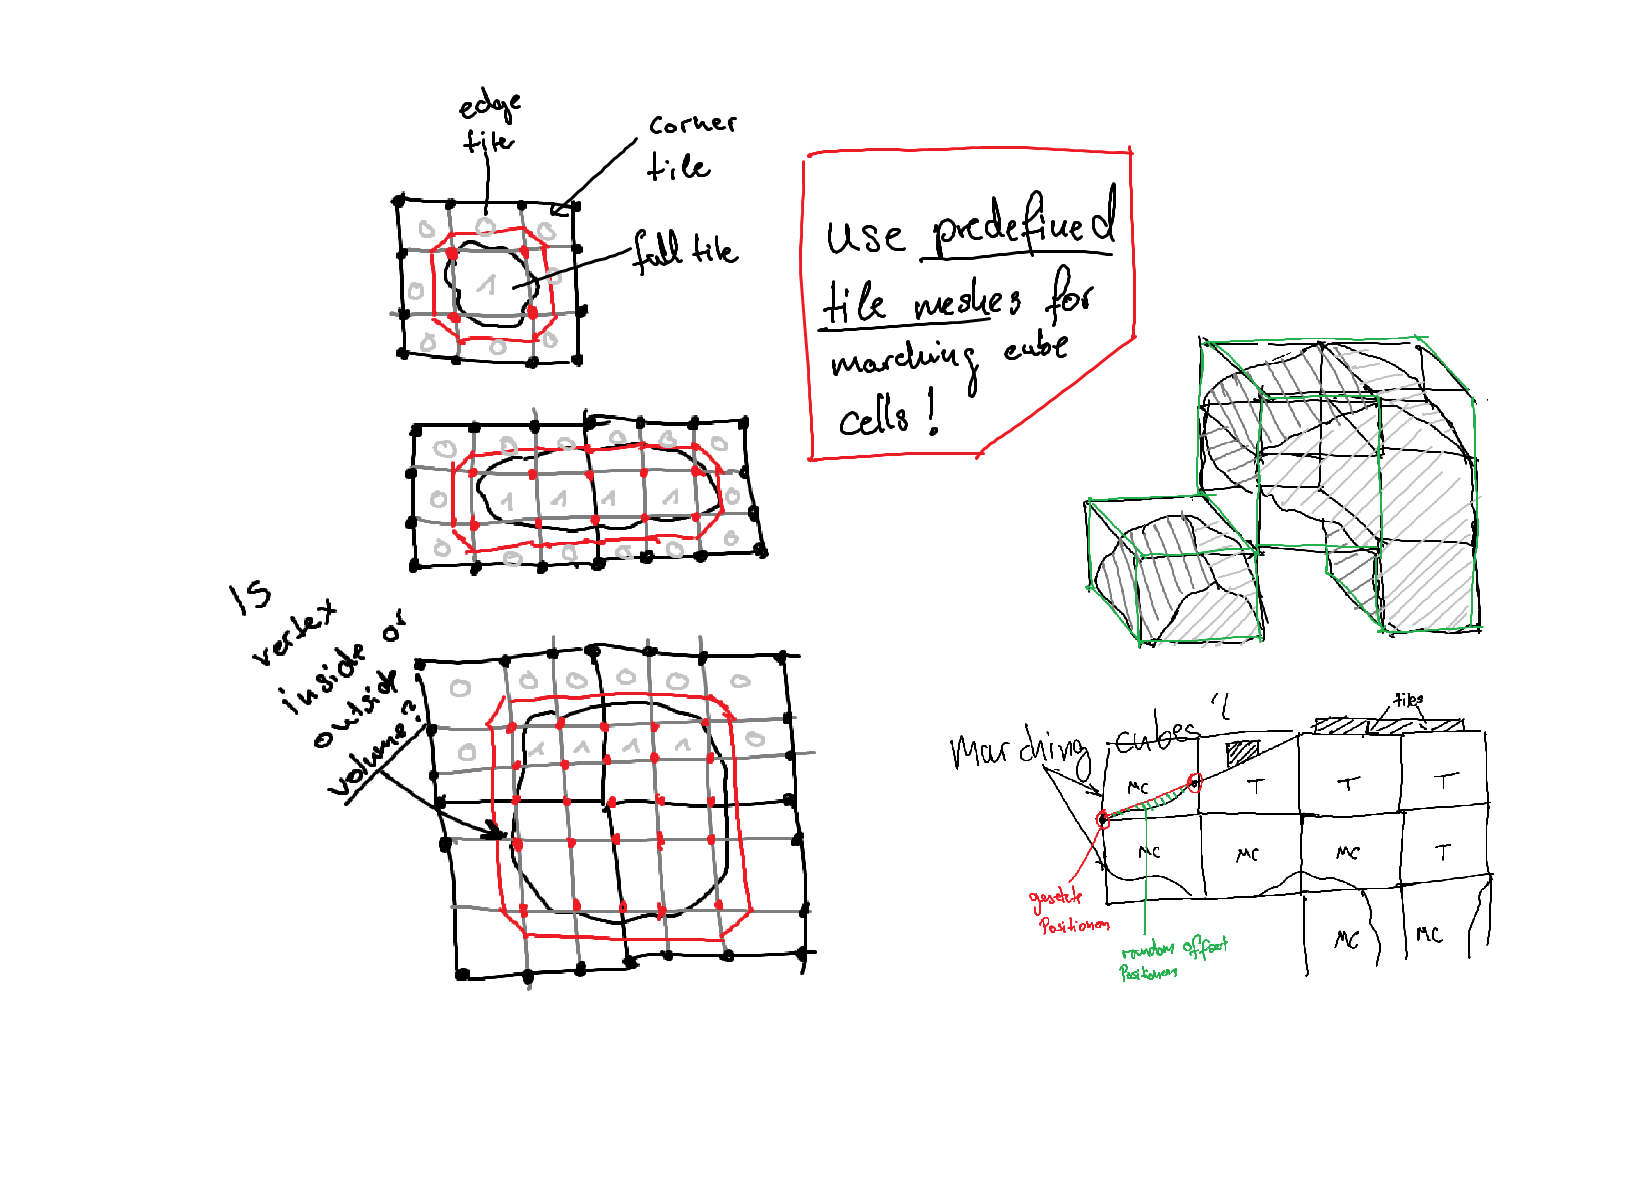 edge
tile
corner
tile
full tile
0 0 0
0 1 0
0 0 0
use predefined
tile meshes for
marching cube
cells!
0 0 0 0 0 0
0 1 1 1 1 0
0 0 0 0 0 0
Is
vertex
inside or
outside
volume?
0 0 0 0 0 0
0 1 1 1 1 0
tiles
Marching cubes
MC T T T
MC MC MC T
MC MC
gesetzte
Positionen
random offset
Positionen